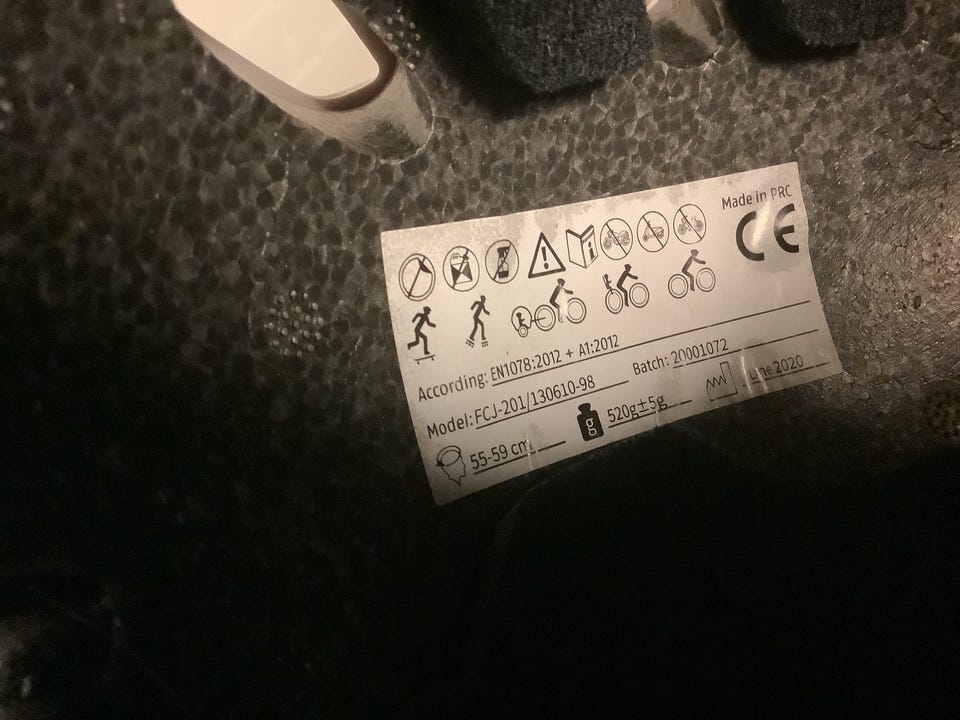 Made in PRC
CE
According: EN1078:2012 + A1:2012
Model: FCJ-201/130610-98 Batch: 20001072
55-59 cm g 520g±5g June 2020